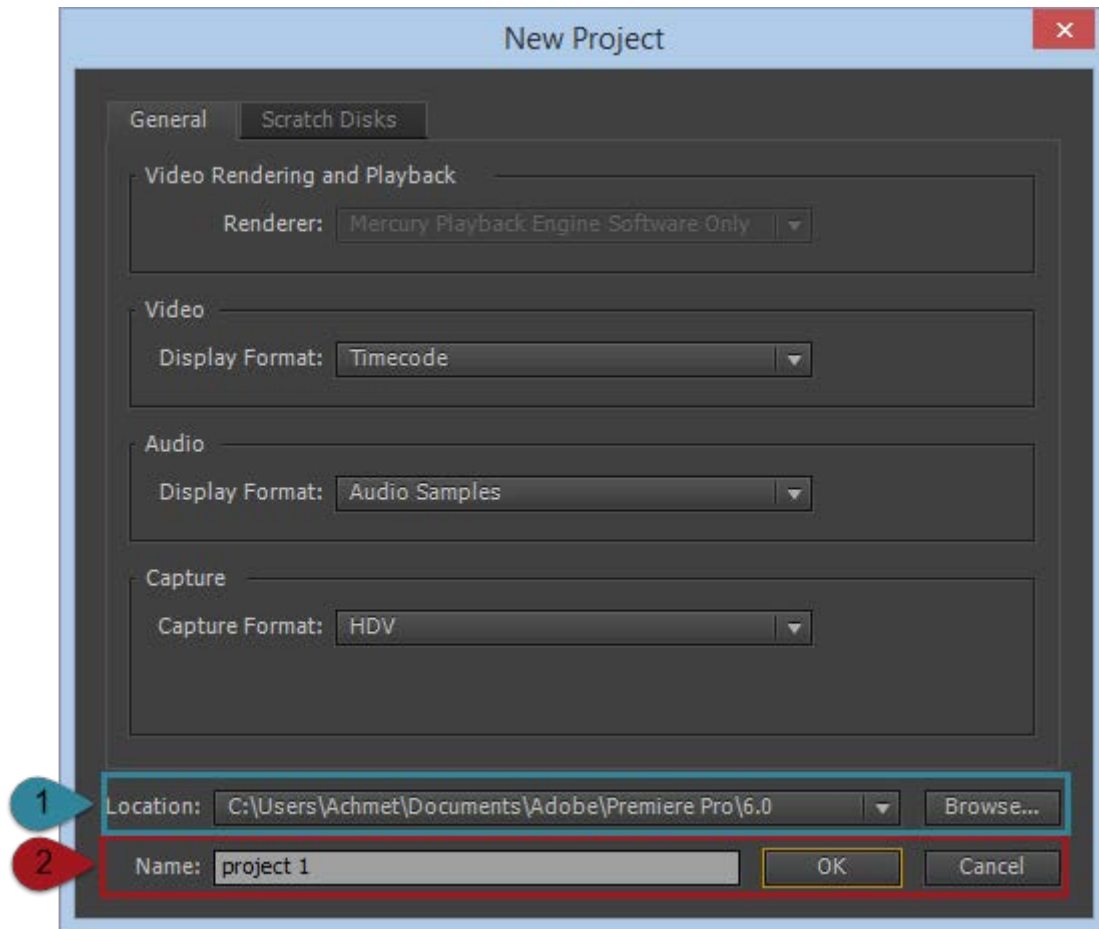 New Project
General Scratch Disks
Video Rendering and Playback
Renderer: Mercury Playback Engine Software Only
Video
Display Format: Timecode
Audio
Display Format: Audio Samples
Capture
Capture Format: HDV
1 Location: C:\Users\Achmet\Documents\Adobe\Premiere Pro\6.0 Browse...
2 Name: project 1 OK Cancel